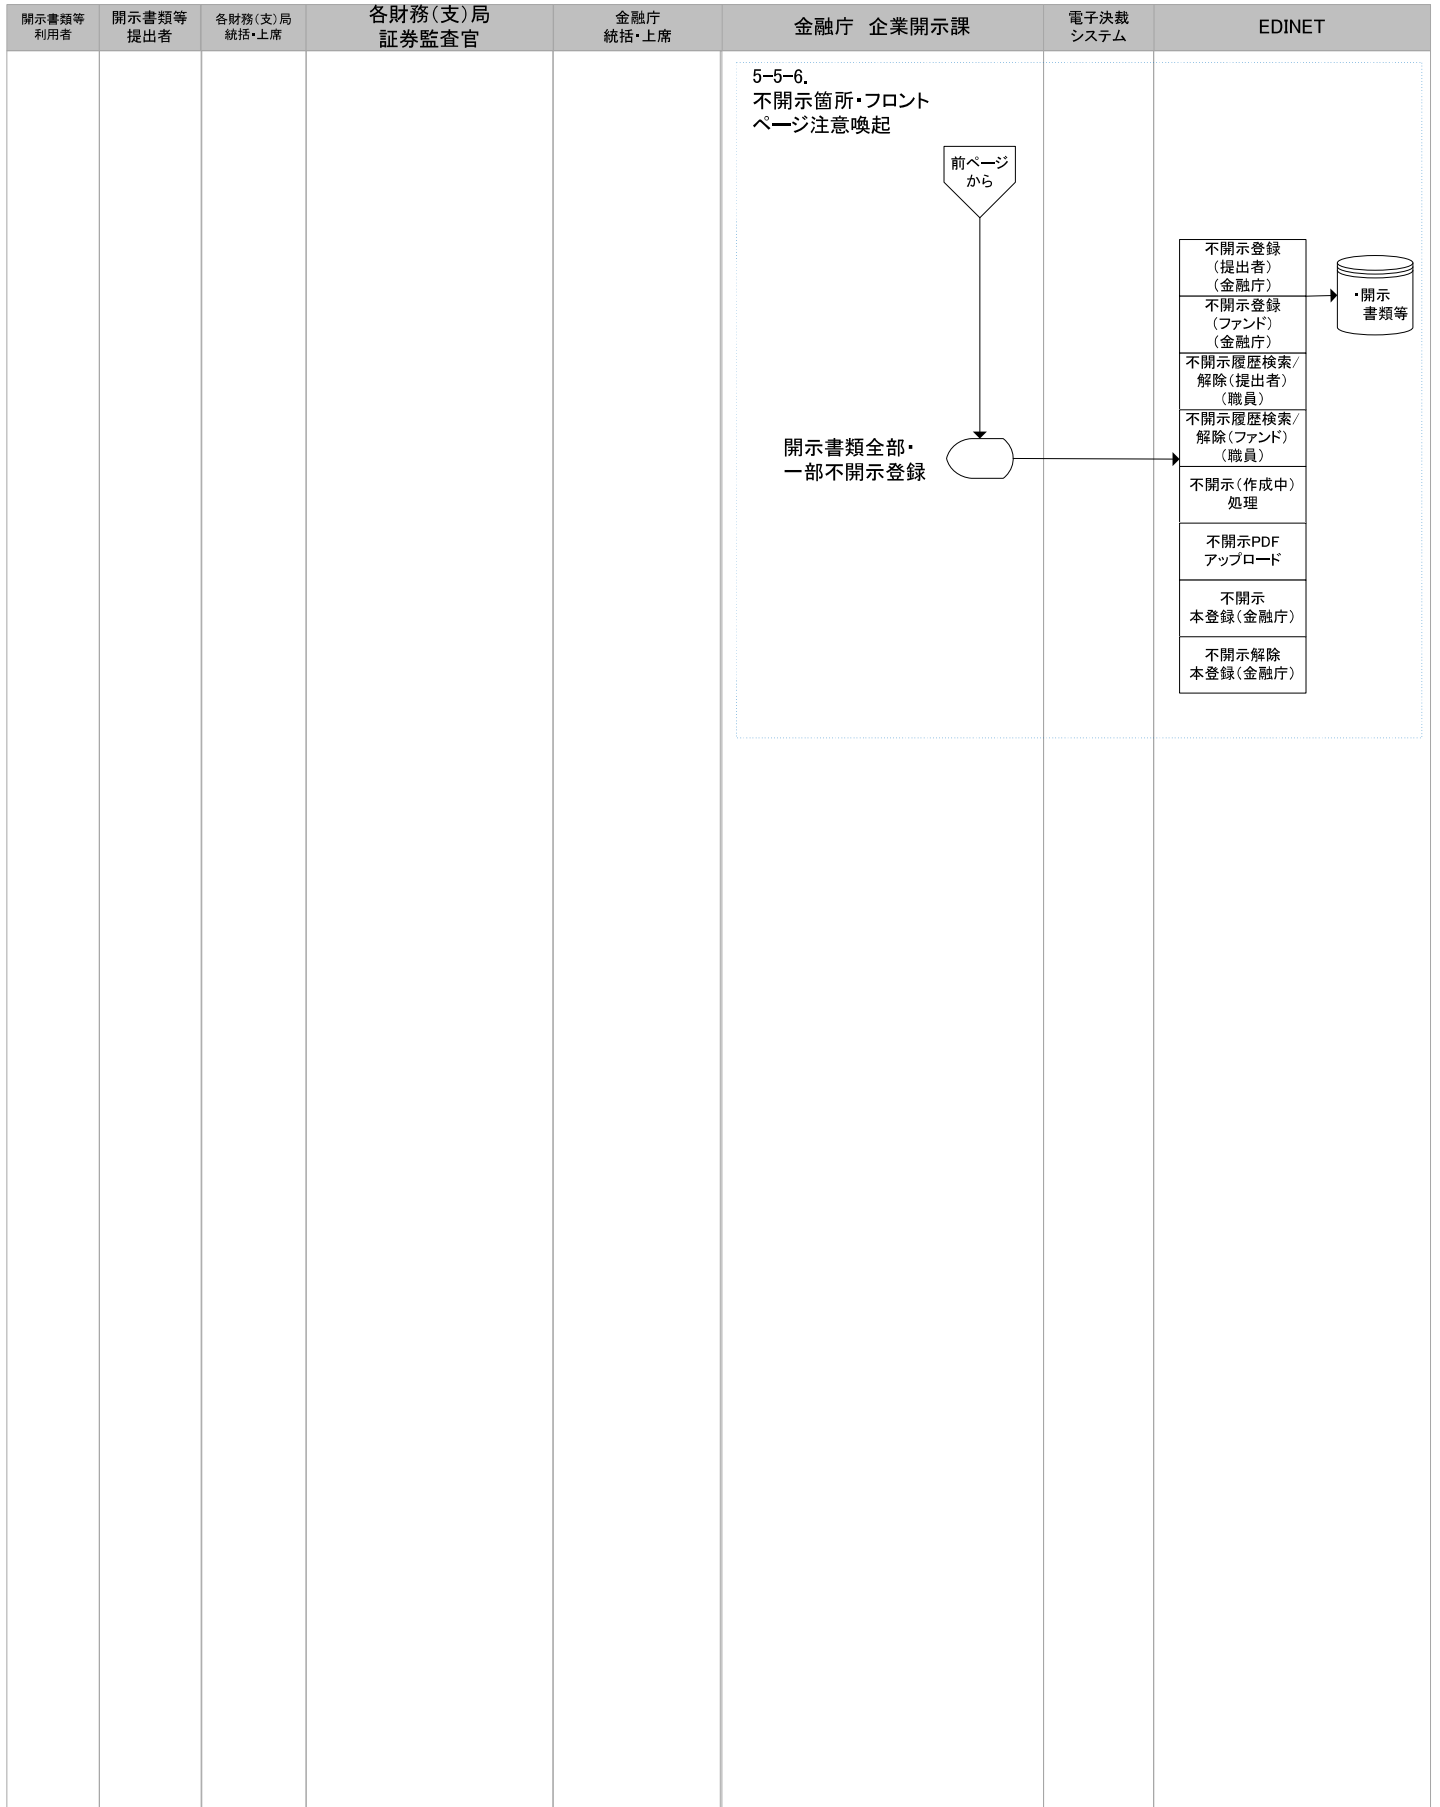 開示書類等
利用者
開示書類等
提出者
各財務(支)局
統括・上席
各財務(支)局
証券監査官
金融庁
統括・上席
金融庁　企業開示課
電子決裁
システム
EDINET
5-5-6.
不開示箇所・フロント
ページ注意喚起
前ページ
から
不開示登録
(提出者)
(金融庁)
不開示登録
(ファンド)
(金融庁)
・開示
書類等
不開示履歴検索/
解除(提出者)
(職員)
不開示履歴検索/
解除(ファンド)
(職員)
開示書類全部・
一部不開示登録
不開示(作成中)
処理
不開示PDF
アップロード
不開示
本登録(金融庁)
不開示解除
本登録(金融庁)